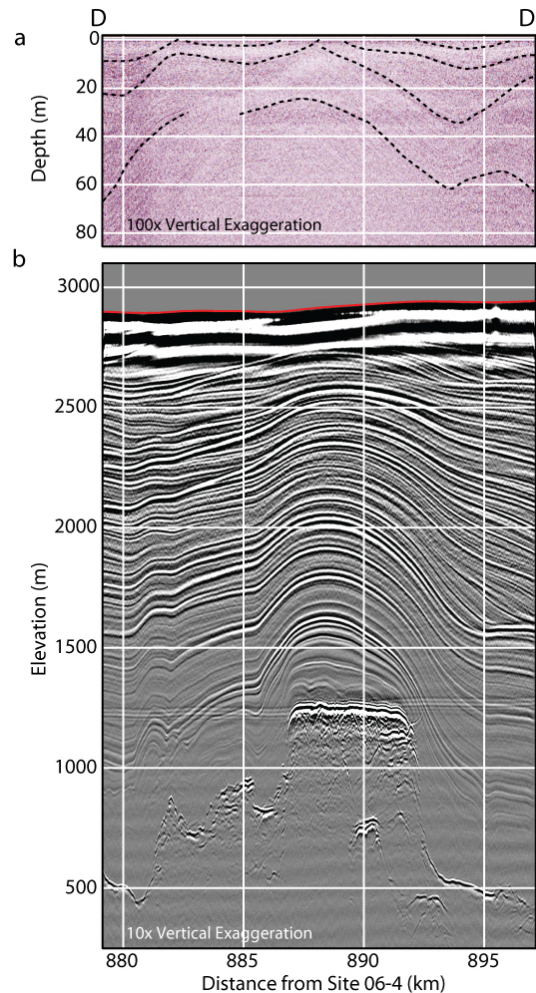 D D
a
0
20
40
60
80
Depth (m)
100x Vertical Exaggeration
b
3000
2500
2000
1500
1000
500
Elevation (m)
10x Vertical Exaggeration
880 885 890 895
Distance from Site 06-4 (km)